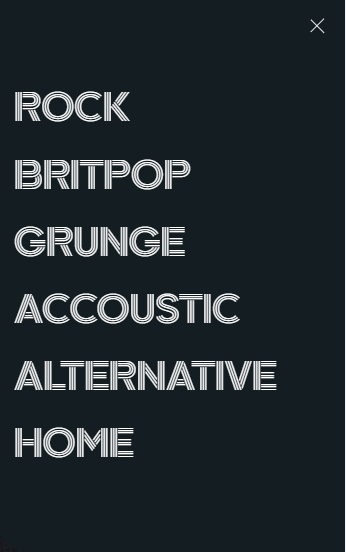 ROCK
BRITPOP
GRUNGE
ACCOUSTIC
ALTERNATIVE
HOME